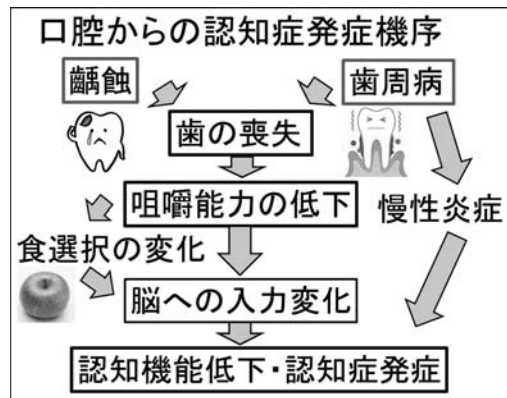 口腔からの認知症発症機序
齲蝕
歯周病
歯の喪失
咀嚼能力の低下
慢性炎症
食選択の変化
脳への入力変化
認知機能低下・認知症発症